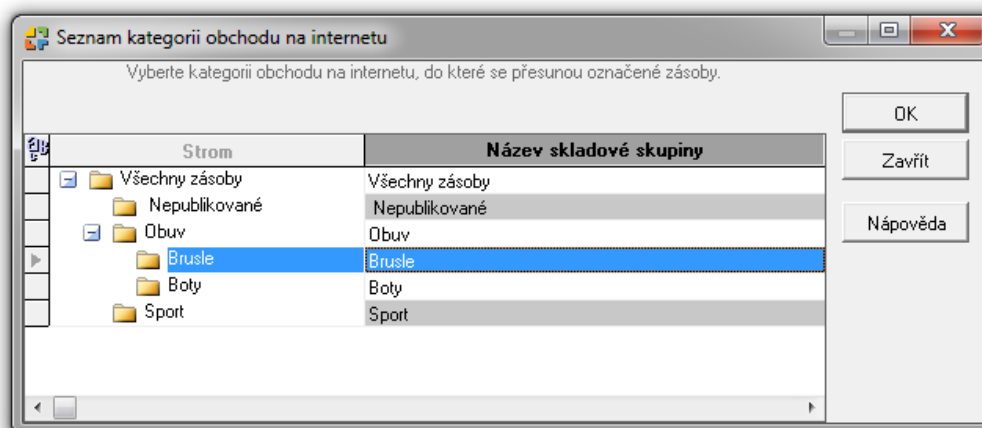 Seznam kategorii obchodu na internetu
Vyberte kategorii obchodu na internetu, do které se přesunou označené zásoby.
OK
Zavřít
Nápověda
Strom Název skladové skupiny
Všechny zásoby Všechny zásoby
Nepublikované Nepublikované
Obuv Obuv
Brusle Brusle
Boty Boty
Sport Sport